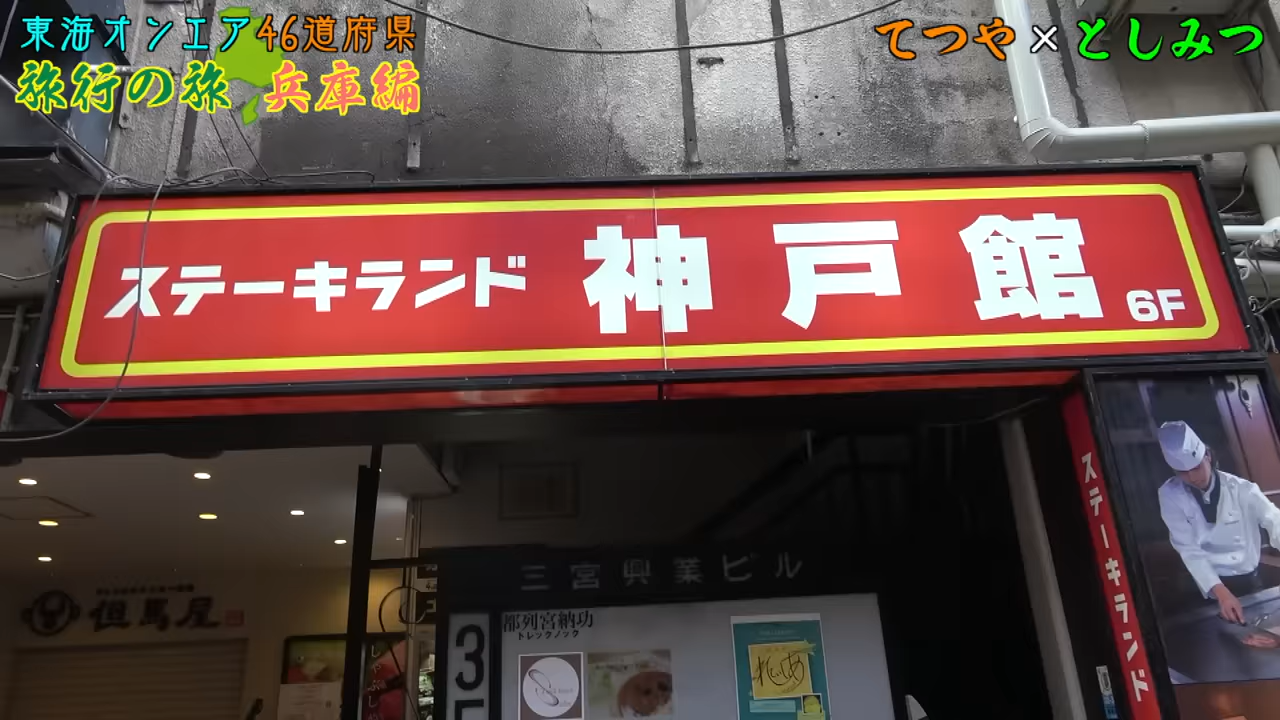 東海オンエア46道府県
旅行の旅 兵庫編
てつや×としみつ
ステーキランド 神戸館 6F
ステーキランド
三宮興業ビル
但馬屋
都列宮納功
トレックノック
3